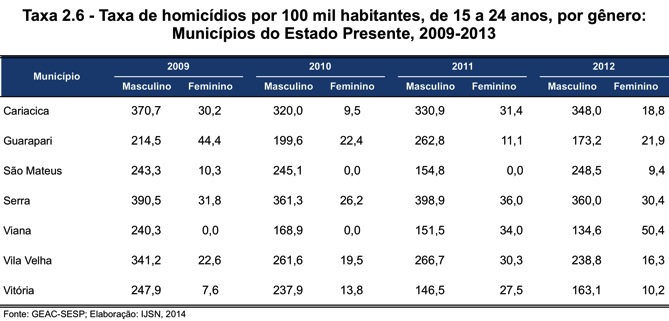 Taxa 2.6 - Taxa de homicídios por 100 mil habitantes, de 15 a 24 anos, por gênero:
Municípios do Estado Presente, 2009-2013
Município 2009 2010 2011 2012
Masculino Feminino Masculino Feminino Masculino Feminino Masculino Feminino
Cariacica 370,7 30,2 320,0 9,5 330,9 31,4 348,0 18,8
Guarapari 214,5 44,4 199,6 22,4 262,8 11,1 173,2 21,9
São Mateus 243,3 10,3 245,1 0,0 154,8 0,0 248,5 9,4
Serra 390,5 31,8 361,3 26,2 398,9 36,0 360,0 30,4
Viana 240,3 0,0 168,9 0,0 151,5 34,0 134,6 50,4
Vila Velha 341,2 22,6 261,6 19,5 266,7 30,3 238,8 16,3
Vitória 247,9 7,6 237,9 13,8 146,5 27,5 163,1 10,2
Fonte: GEAC-SESP; Elaboração: IJSN, 2014